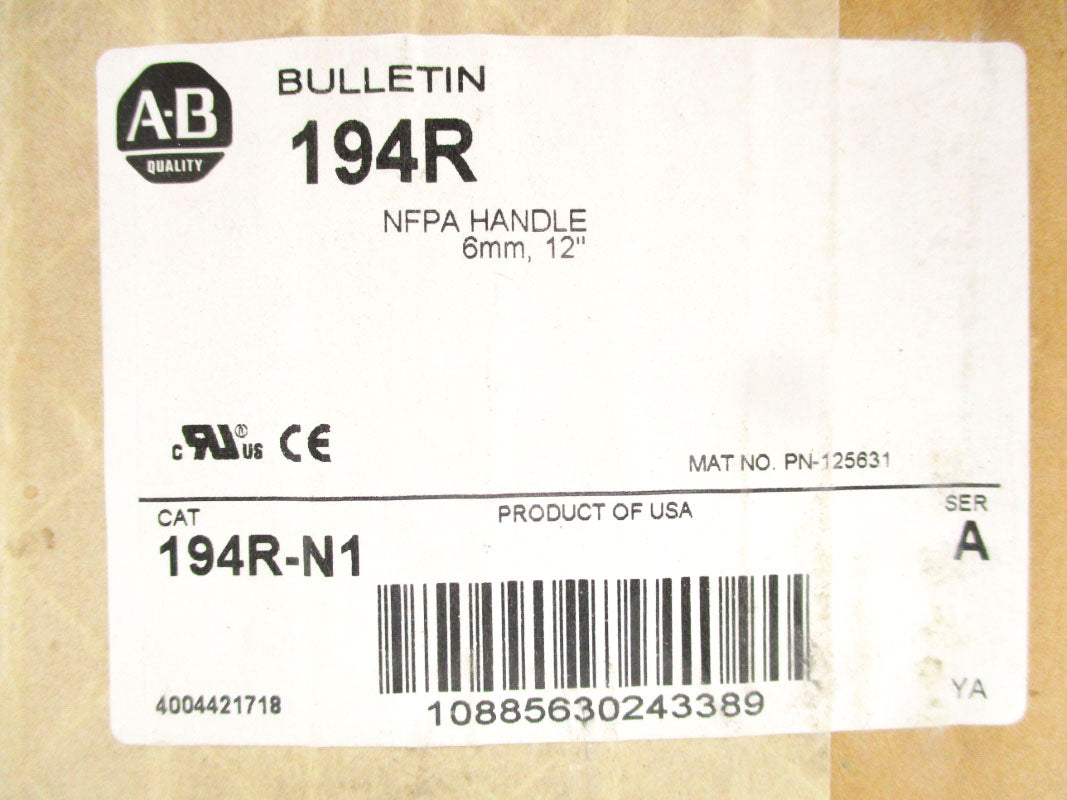 A-B
QUALITY
BULLETIN
194R
NFPA HANDLE
6mm, 12"
c RU ® US CE
MAT NO. PN-125631
CAT
194R-N1
PRODUCT OF USA
SER
A
4004421718
10885630243389
YA